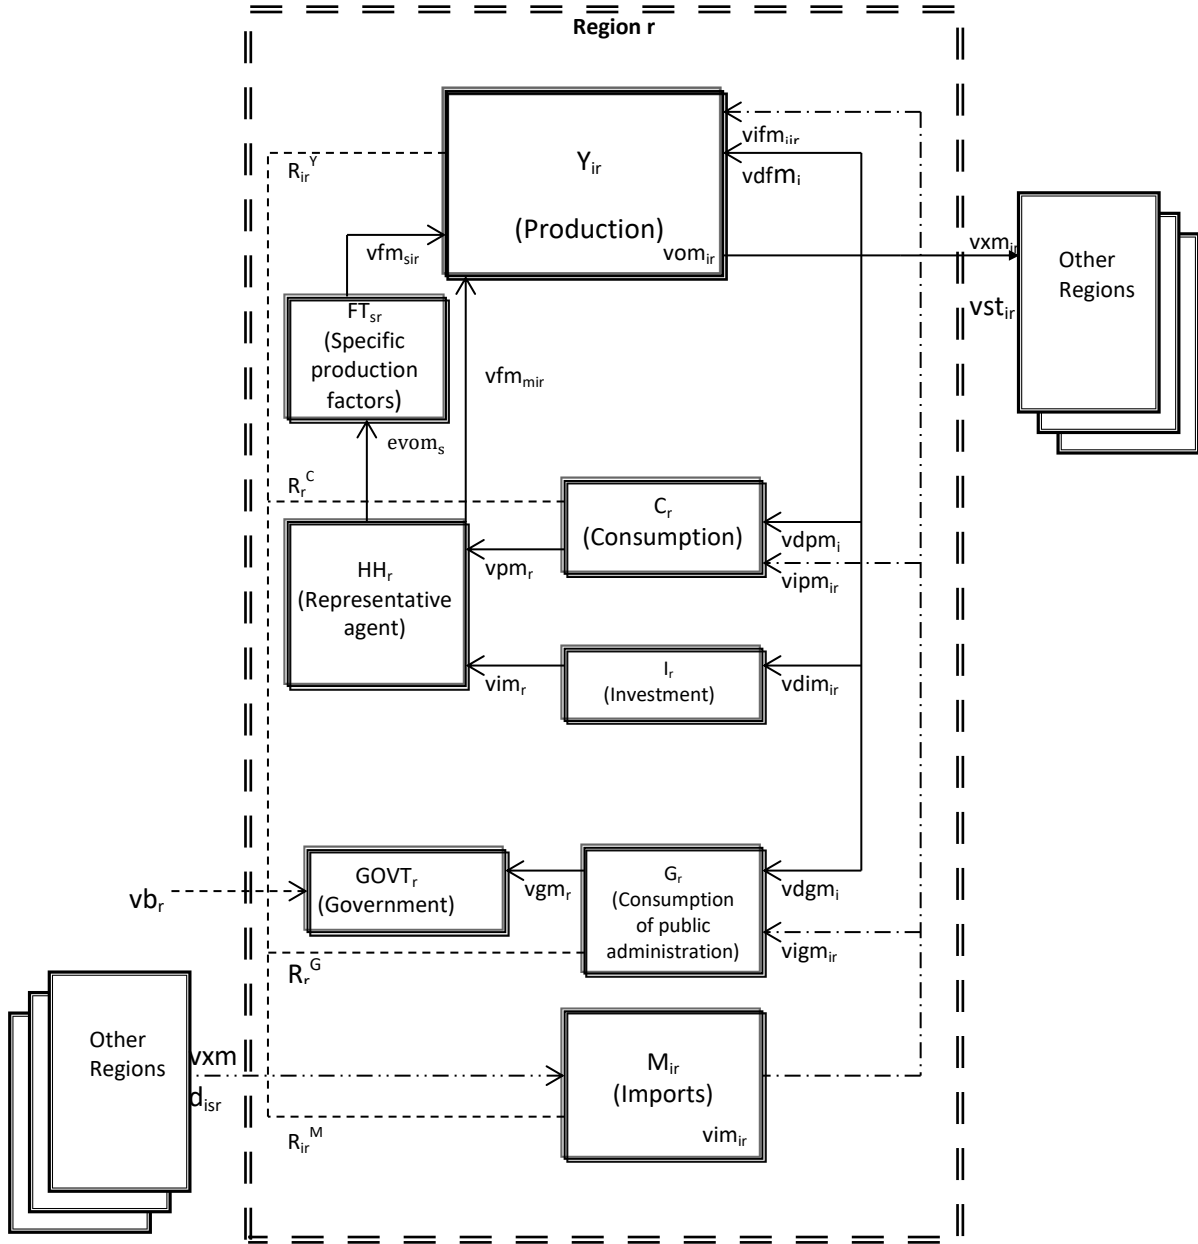 Region r
Y_ir
(Production)
vom_ir
vifm_jir
vdfm_i
R_ir^Y
vfm_sir
FT_sr
(Specific
production
factors)
vfm_mir
evom_s
vxm_ir
vst_ir
Other
Regions
R_r^C
C_r
(Consumption)
vdpm_i
vipm_ir
HH_r
(Representative
agent)
vpm_r
vim_r
I_r
(Investment)
vdim_ir
GOVT_r
(Government)
vb_r
vgm_r
G_r
(Consumption
of public
administration)
vdgm_i
vigm_ir
R_r^G
Other
Regions
vxm
d_isr
M_ir
(Imports)
vim_ir
R_ir^M